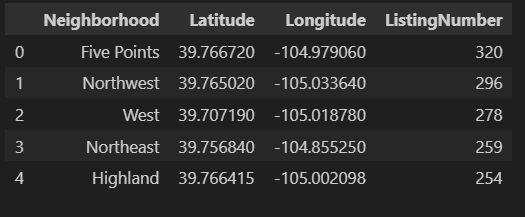 Neighborhood Latitude Longitude ListingNumber
0 Five Points 39.766720 -104.979060 320
1 Northwest 39.765020 -105.033640 296
2 West 39.707190 -105.018780 278
3 Northeast 39.756840 -104.855250 259
4 Highland 39.766415 -105.002098 254